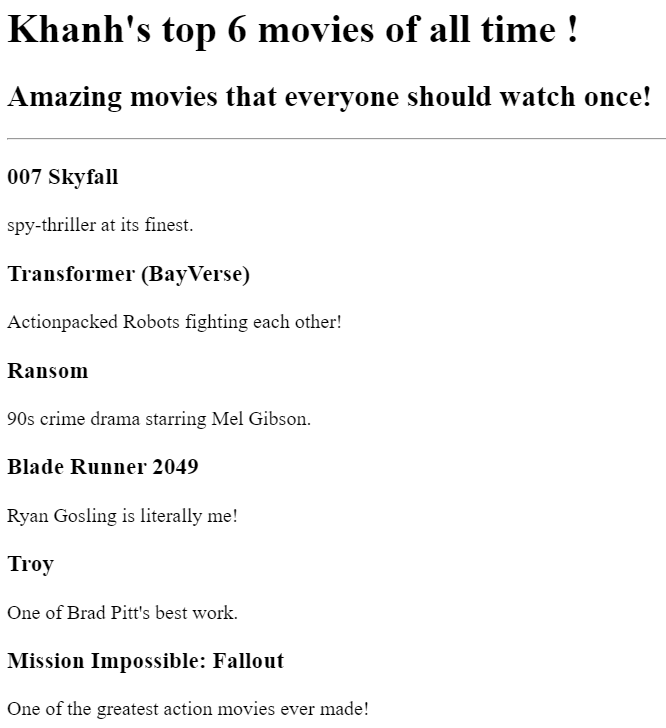 Khanh's top 6 movies of all time !
Amazing movies that everyone should watch once!
007 Skyfall
spy-thriller at its finest.
Transformer (BayVerse)
Actionpacked Robots fighting each other!
Ransom
90s crime drama starring Mel Gibson.
Blade Runner 2049
Ryan Gosling is literally me!
Troy
One of Brad Pitt's best work.
Mission Impossible: Fallout
One of the greatest action movies ever made!